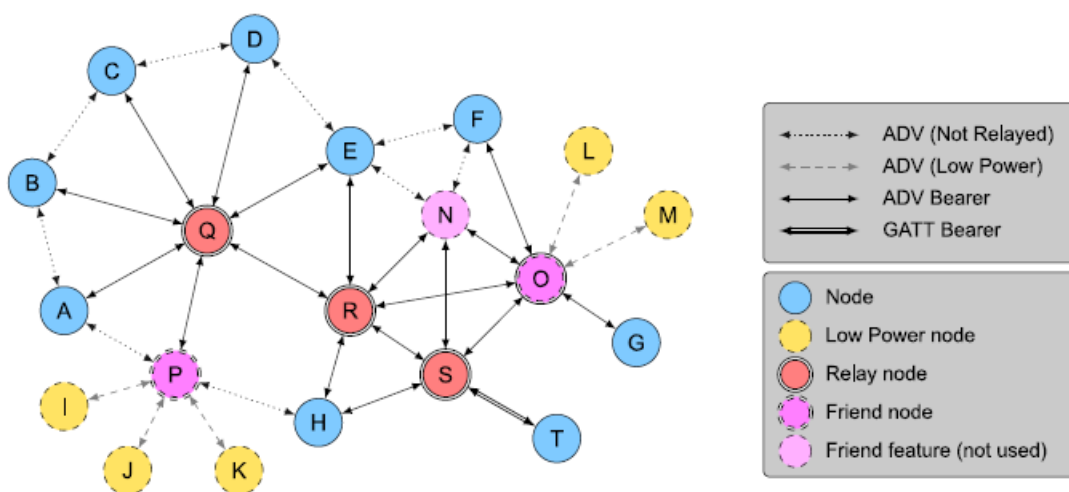 D
C
F
E
L
B
N
M
Q
O
A
R
G
P
S
I
H
T
J
K
ADV (Not Relayed)
ADV (Low Power)
ADV Bearer
GATT Bearer
Node
Low Power node
Relay node
Friend node
Friend feature (not used)